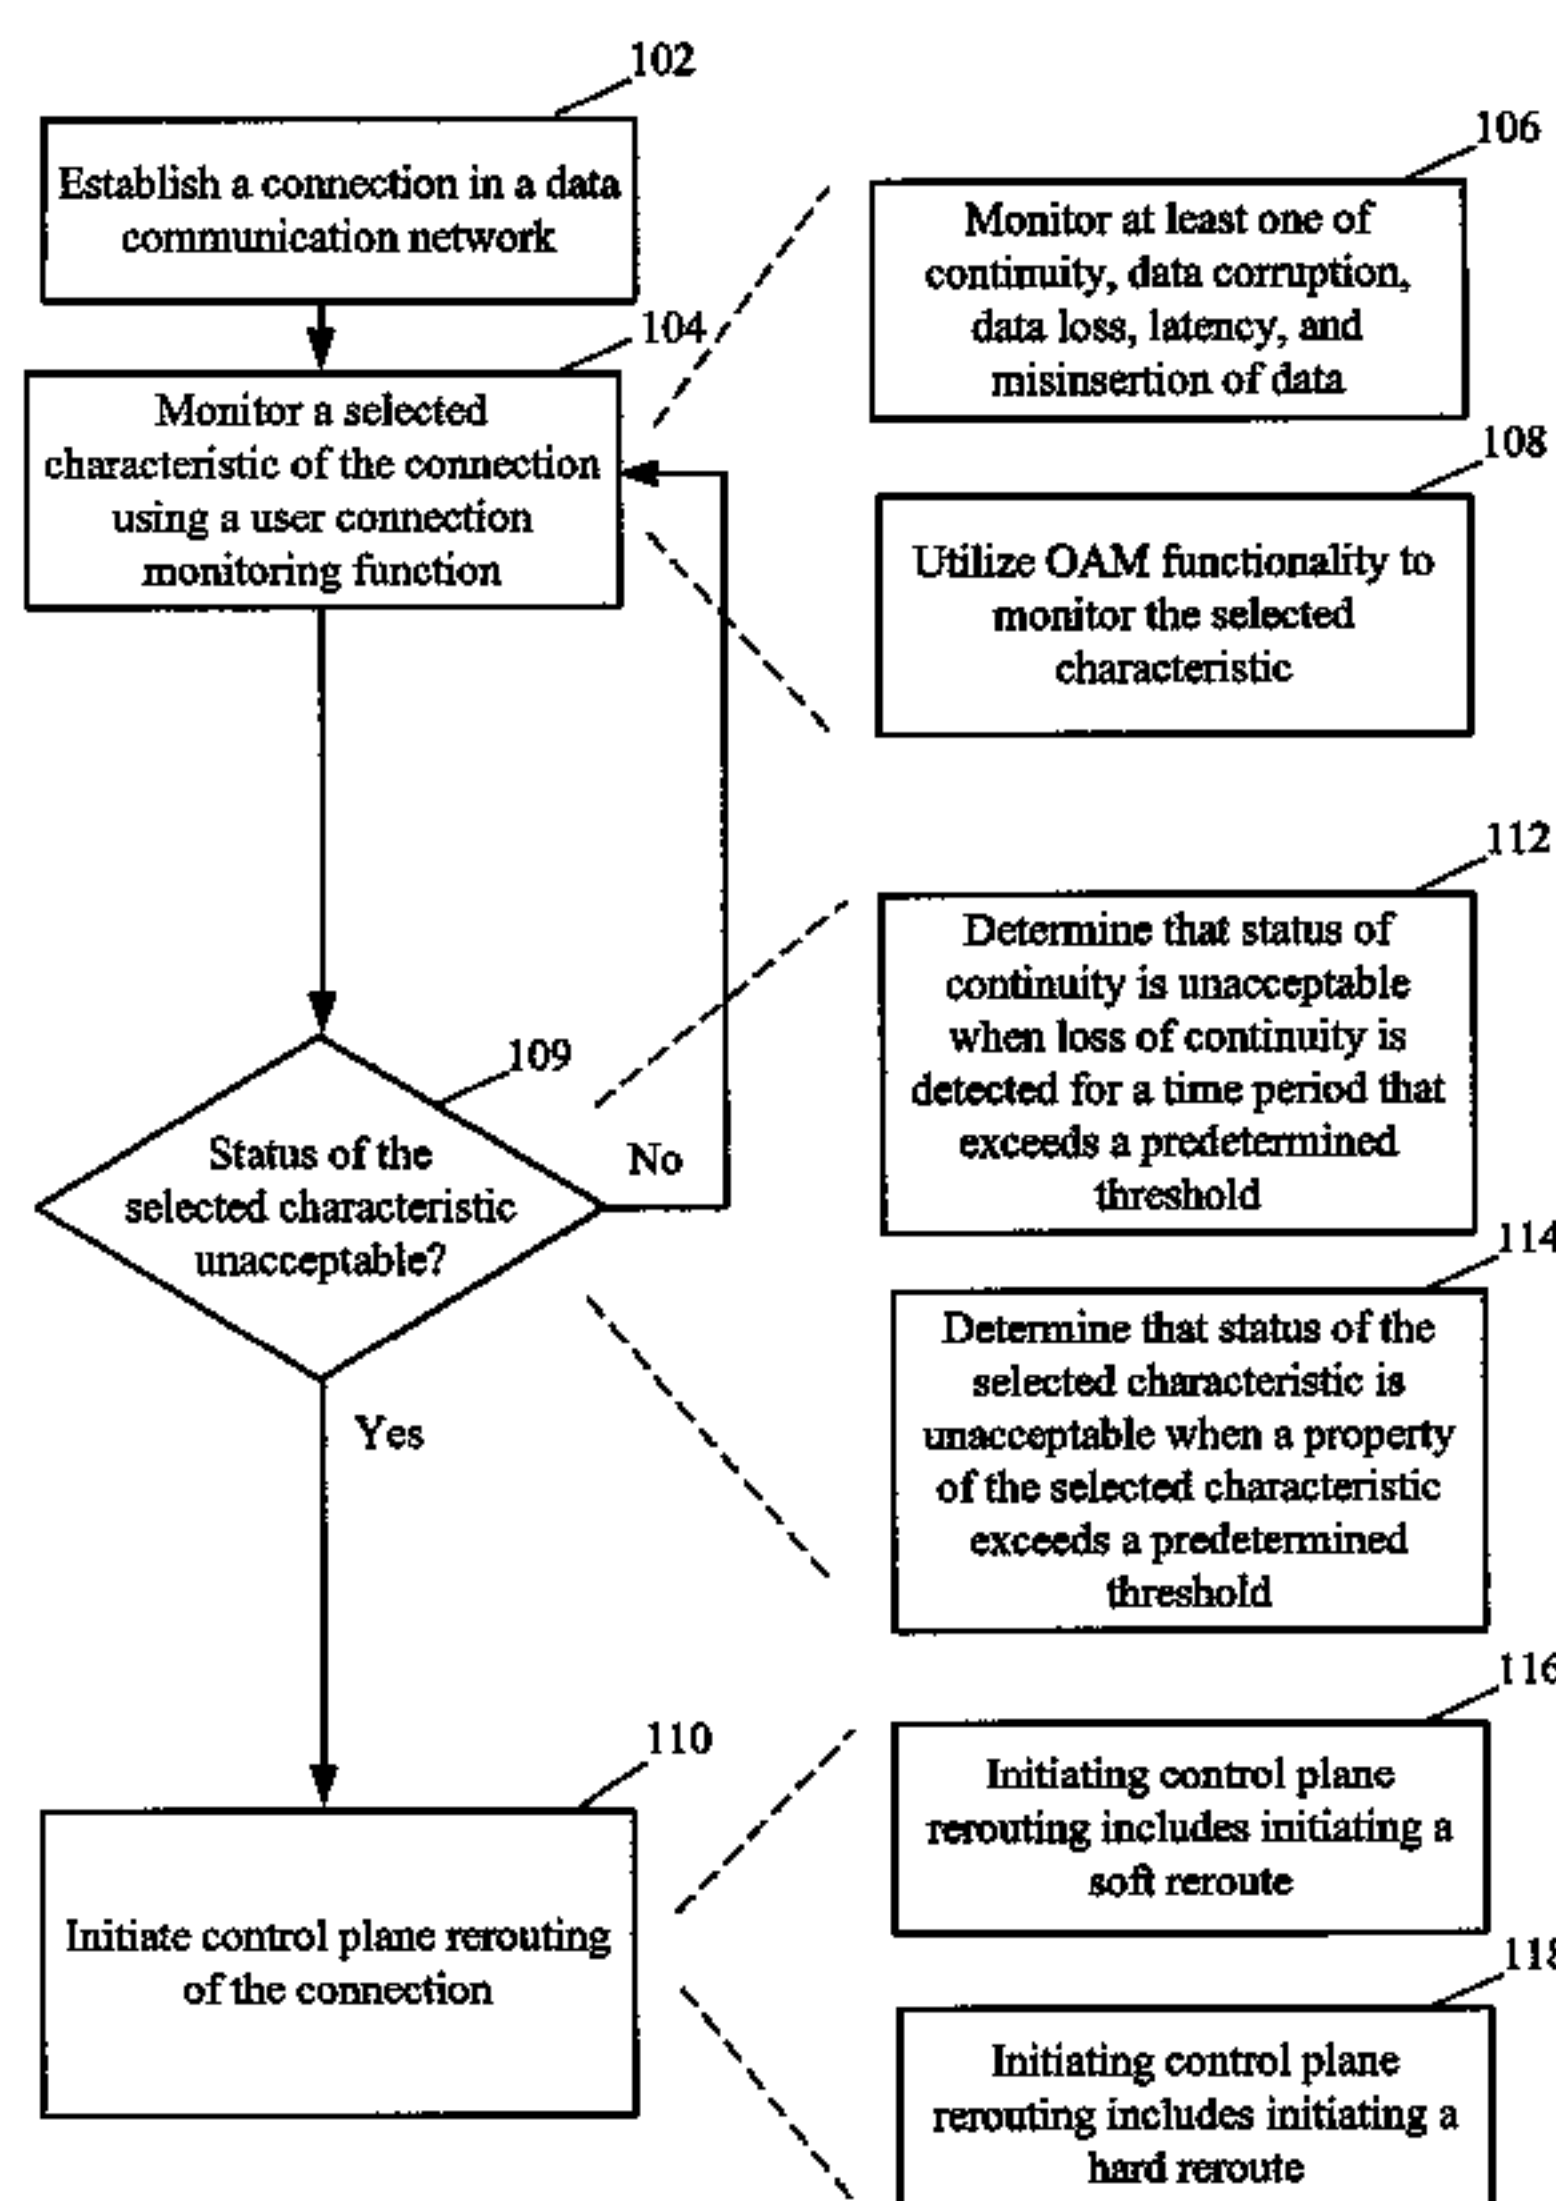 102
Establish a connection in a data
communication network
104
Monitor a selected
characteristic of the connection
using a user connection
monitoring function
106
Monitor at least one of
continuity, data corruption,
data loss, latency, and
misinsertion of data
108
Utilize OAM functionality to
monitor the selected
characteristic
109
Status of the
selected characteristic
unacceptable?
No
Yes
112
Determine that status of
continuity is unacceptable
when loss of continuity is
detected for a time period that
exceeds a predetermined
threshold
114
Determine that status of the
selected characteristic is
unacceptable when a property
of the selected characteristic
exceeds a predetermined
threshold
110
Initiate control plane rerouting
of the connection
116
Initiating control plane
rerouting includes initiating a
soft reroute
118
Initiating control plane
rerouting includes initiating a
hard reroute